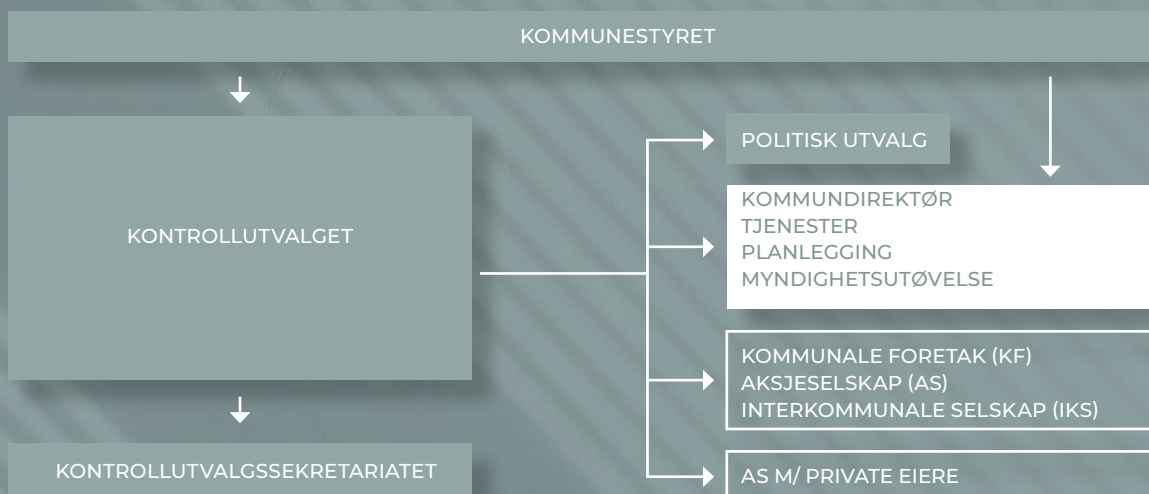 KOMMUNESTYRET
KONTROLLUTVALGET
KONTROLLUTVALGSSEKRETARIATET
POLITISK UTVALG
KOMMUNDIREKTØR
TJENESTER
PLANLEGGING
MYNDIGHETSUTØVELSE
KOMMUNALE FORETAK (KF)
AKSJESELSKAP (AS)
INTERKOMMUNALE SELSKAP (IKS)
AS M/ PRIVATE EIERE